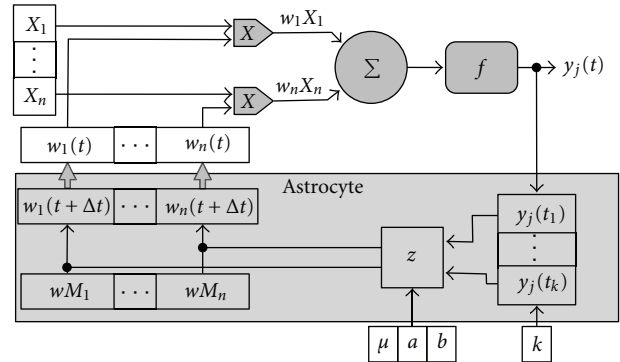 X₁
⋮
Xₙ
X
w₁X₁
X
wₙXₙ
Σ
f
yⱼ(t)
w₁(t) ··· wₙ(t)
Astrocyte
w₁(t + Δt) ··· wₙ(t + Δt)
wM₁ ··· wMₙ
z
yⱼ(t₁)
⋮
yⱼ(tₖ)
μ a b
k